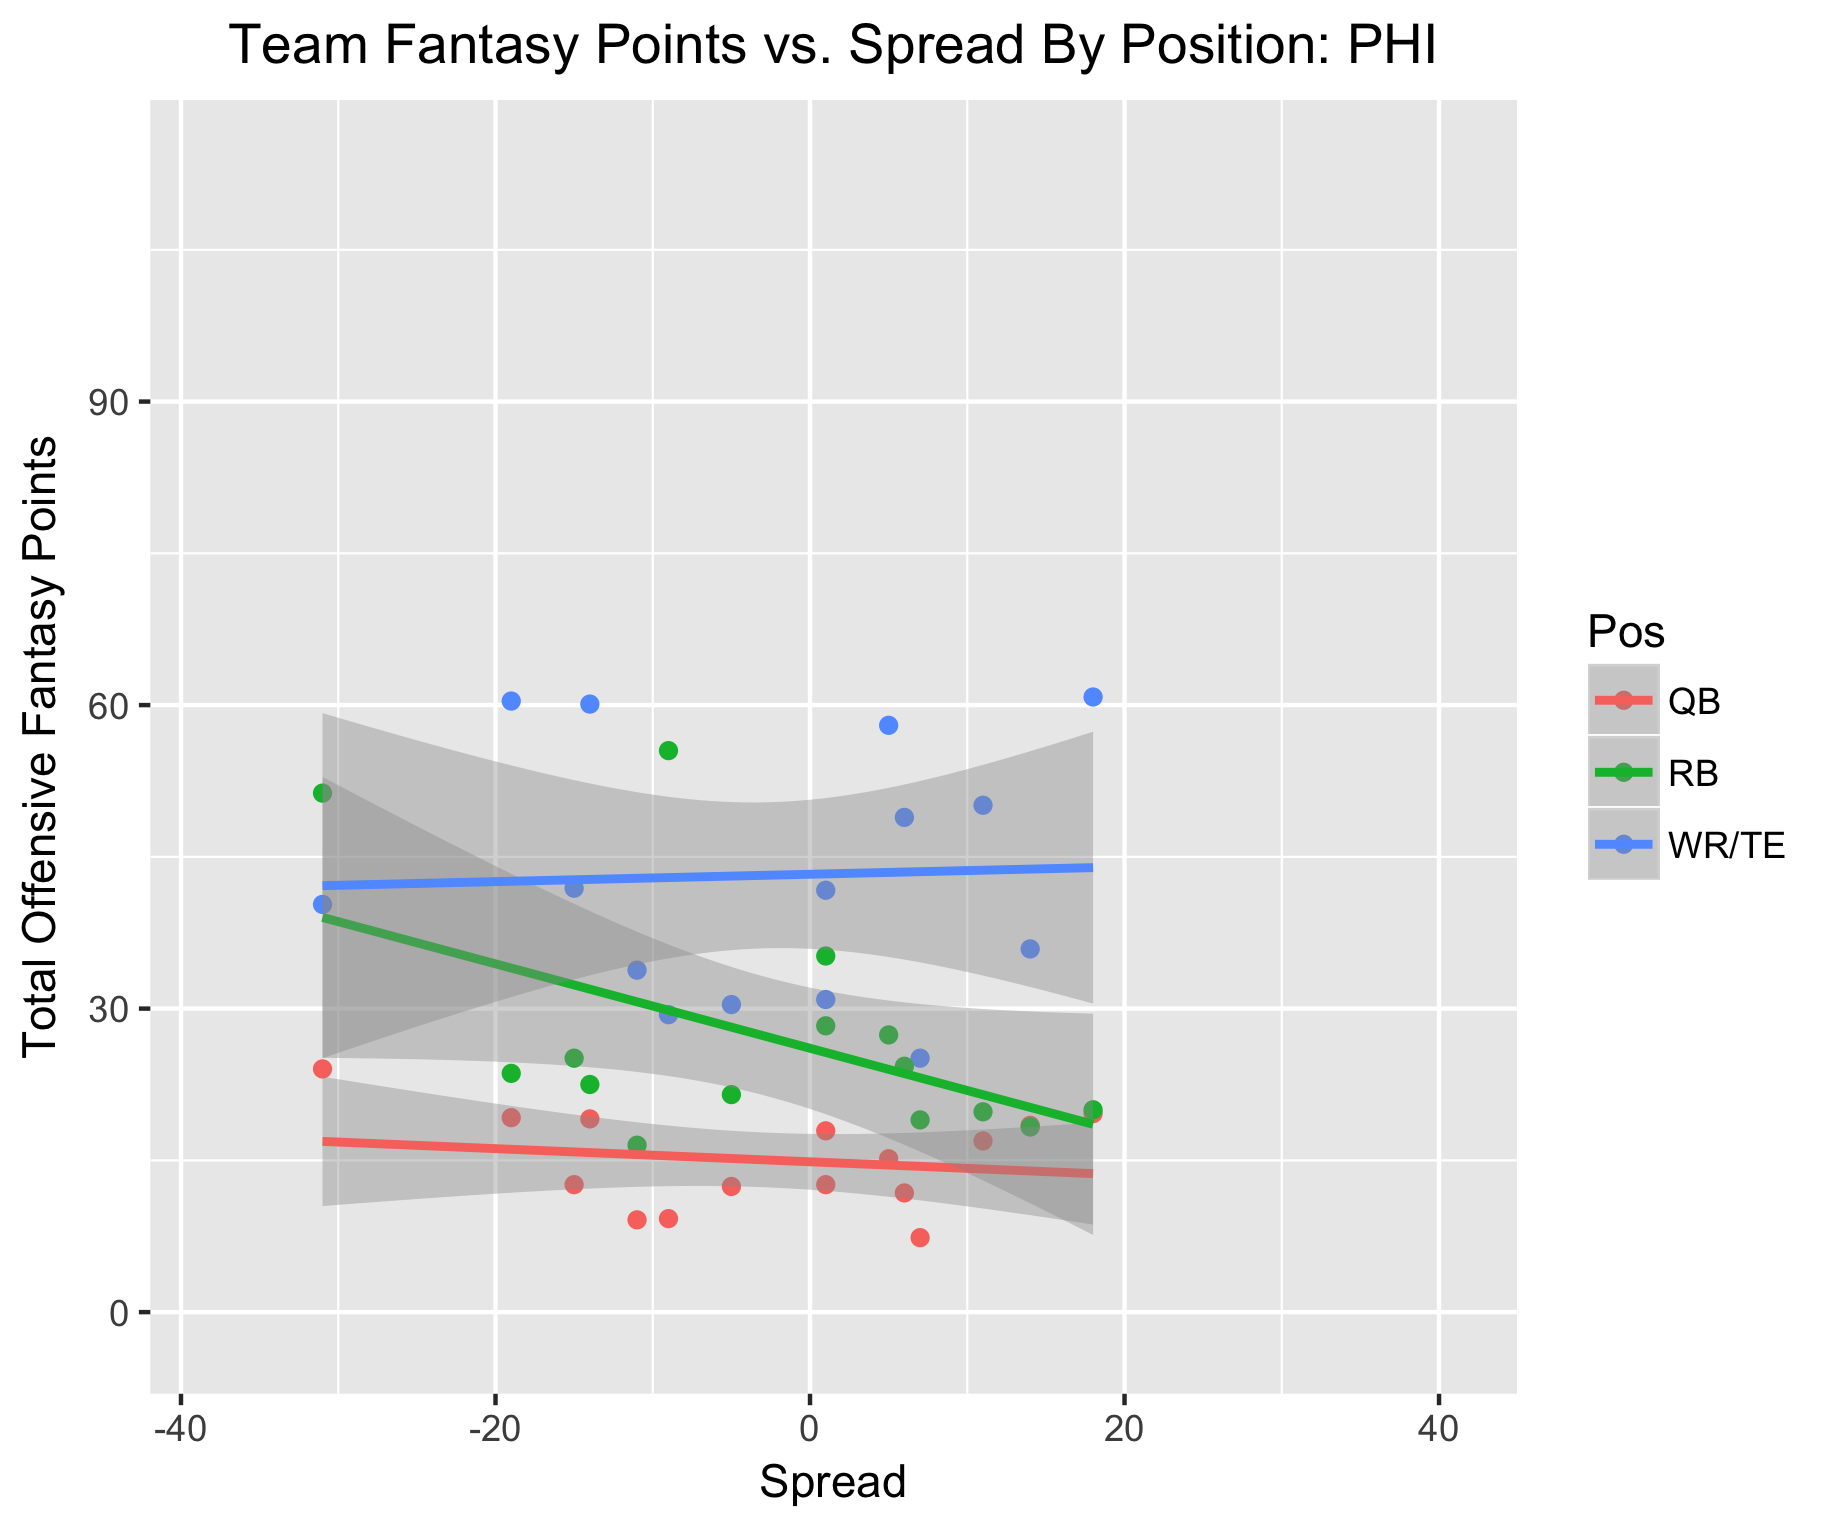 Team Fantasy Points vs. Spread By Position: PHI
Total Offensive Fantasy Points
90
60
30
0
-40
-20
0
20
40
Spread
Pos
QB
RB
WR/TE